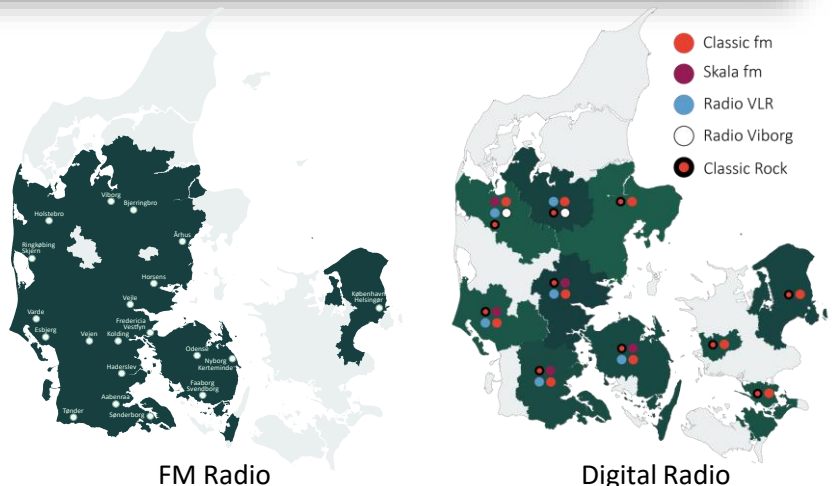 Classic fm
Skala fm
Radio VLR
Radio Viborg
Classic Rock
Viborg
Bjerringbro
Holstebro
Århus
Ringkøbing
Skjern
Horsens
København
Helsingør
Vejle
Varde
Fredericia
Vestfyn
Esbjerg
Vejen
Kolding
Odense
Nyborg
Kerteminde
Haderslev
Faaborg
Svendborg
Aabenraa
Tønder
Sønderborg
FM Radio
Digital Radio